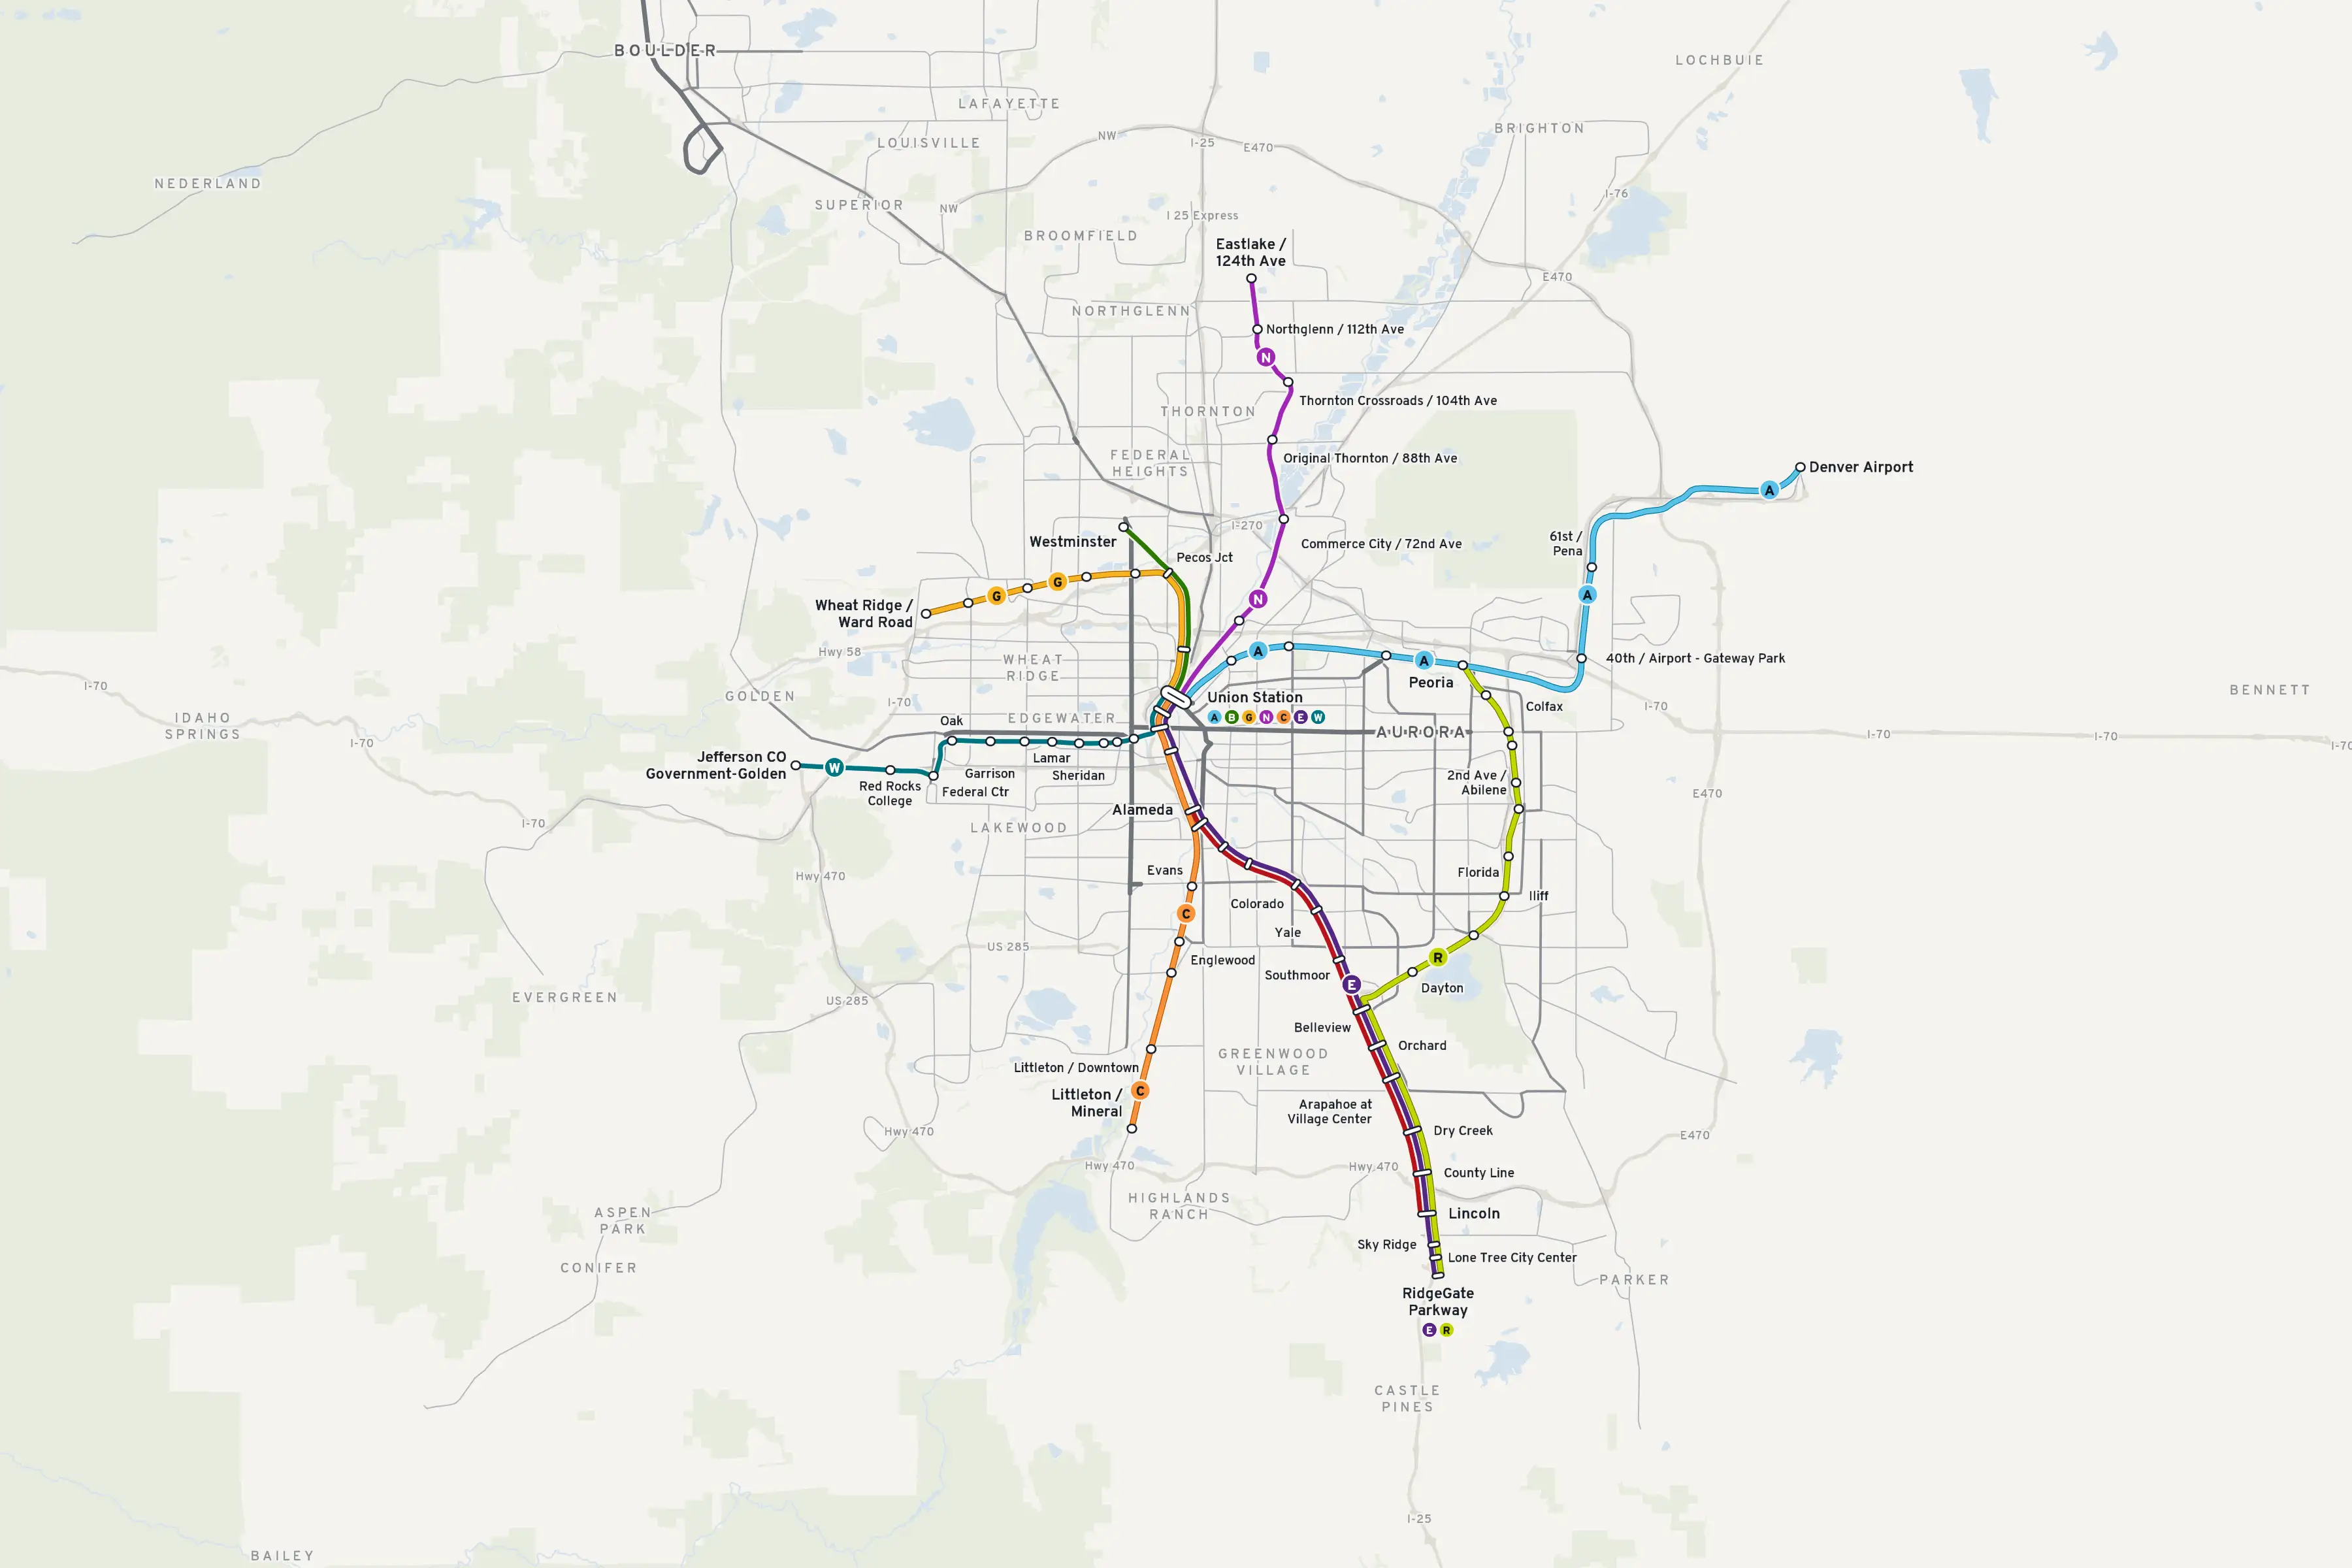 BOULDER
LOCHBUIE
LAFAYETTE
BRIGHTON
NW
I-25
E470
LOUISVILLE
NEDERLAND
I-76
SUPERIOR
NW
I 25 Express
BROOMFIELD
Eastlake /
124th Ave
E470
NORTHGLENN
Northglenn / 112th Ave
N
Thornton Crossroads / 104th Ave
THORNTON
FEDERAL
HEIGHTS
Original Thornton / 88th Ave
Denver Airport
A
I-270
Westminster
Commerce City / 72nd Ave
61st /
Pena
Pecos Jct
G
G
A
N
Wheat Ridge /
Ward Road
Hwy 58
WHEAT
RIDGE
A
A
40th / Airport - Gateway Park
Peoria
I-70
GOLDEN
I-70
Union Station
A B G N C E W
Colfax
I-70
BENNETT
IDAHO
SPRINGS
Oak
EDGEWATER
AURORA
I-70
I-70
I-70
I-70
Jefferson CO
Government-Golden
W
Lamar
Red Rocks
College
Garrison
Sheridan
Federal Ctr
2nd Ave /
Abilene
E470
Alameda
I-70
LAKEWOOD
Evans
Florida
Hwy 470
Iliff
Colorado
C
Yale
US 285
Englewood
R
Southmoor
E
Dayton
EVERGREEN
US 285
Belleview
Orchard
GREENWOOD
VILLAGE
Littleton / Downtown
C
Littleton /
Mineral
Arapahoe at
Village Center
Dry Creek
Hwy 470
E470
Hwy 470
Hwy 470
County Line
HIGHLANDS
RANCH
Lincoln
ASPEN
PARK
Sky Ridge
Lone Tree City Center
CONIFER
PARKER
RidgeGate
Parkway
E R
CASTLE
PINES
I-25
BAILEY